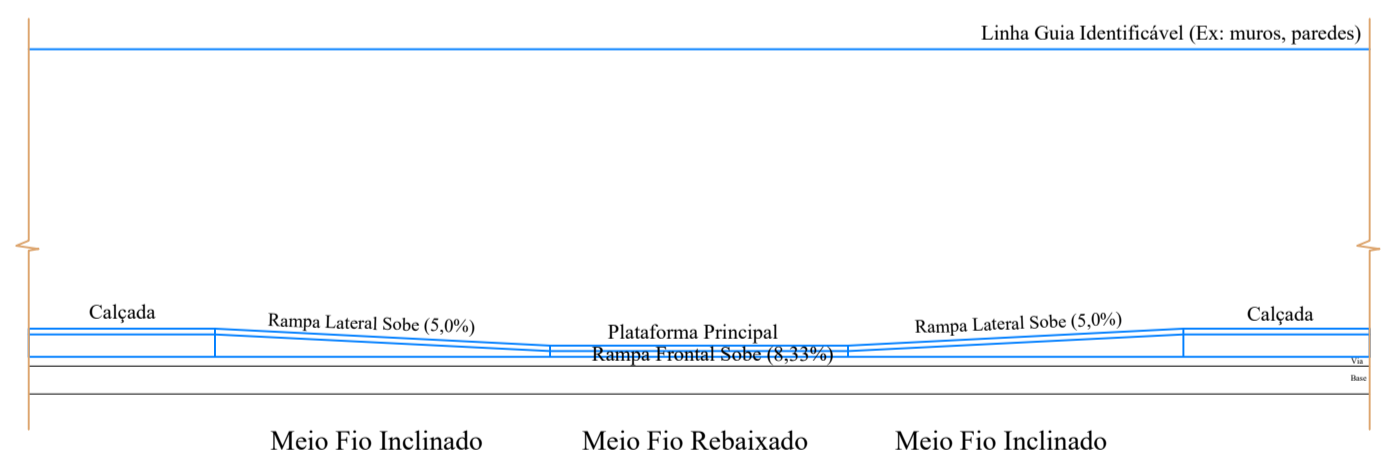 Linha Guia Identificável (Ex: muros, paredes)
Calçada
Rampa Lateral Sobe (5,0%)
Plataforma Principal
Rampa Frontal Sobe (8,33%)
Rampa Lateral Sobe (5,0%)
Calçada
Via
Base
Meio Fio Inclinado
Meio Fio Rebaixado
Meio Fio Inclinado